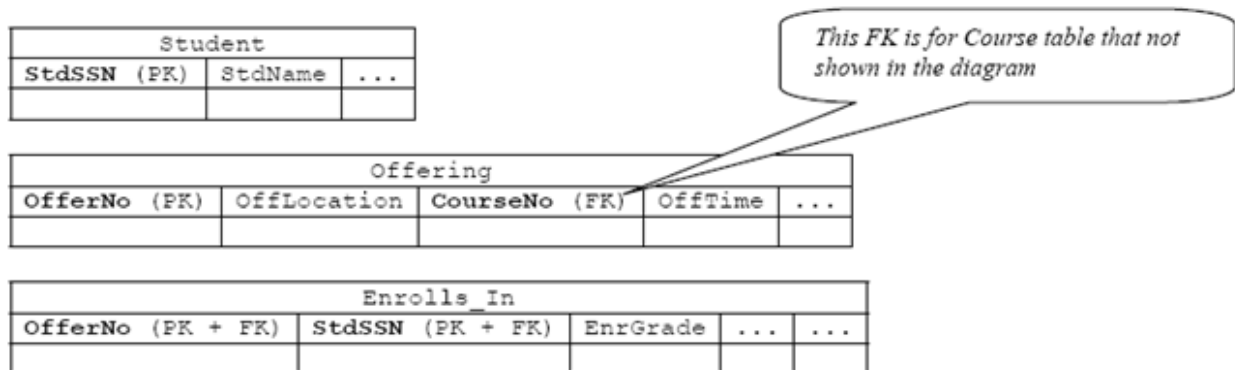 This FK is for Course table that not
shown in the diagram
Student
StdSSN (PK) StdName ...
Offering
OfferNo (PK) OffLocation CourseNo (FK) OffTime ...
Enrolls_In
OfferNo (PK + FK) StdSSN (PK + FK) EnrGrade ... ...